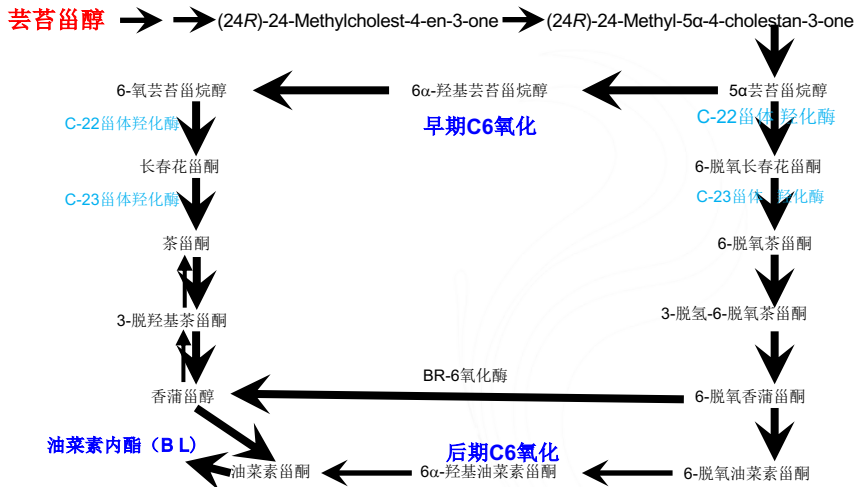 芸苔甾醇 (24R)-24-Methylcholest-4-en-3-one (24R)-24-Methyl-5α-4-cholestan-3-one
6-氧芸苔甾烷醇 6α-羟基芸苔甾烷醇 5α芸苔甾烷醇
C-22甾体羟化酶 早期C6氧化 C-22甾体 羟化酶
长春花甾酮 6-脱氧长春花甾酮
C-23甾体羟化酶 C-23甾体 羟化酶
茶甾酮 6-脱氧茶甾酮
3-脱羟基茶甾酮 3-脱氢-6-脱氧茶甾酮
BR-6氧化酶
香蒲甾醇 6-脱氧香蒲甾酮
油菜素内酯（B L） 后期C6氧化
油菜素甾酮 6α-羟基油菜素甾酮 6-脱氧油菜素甾酮